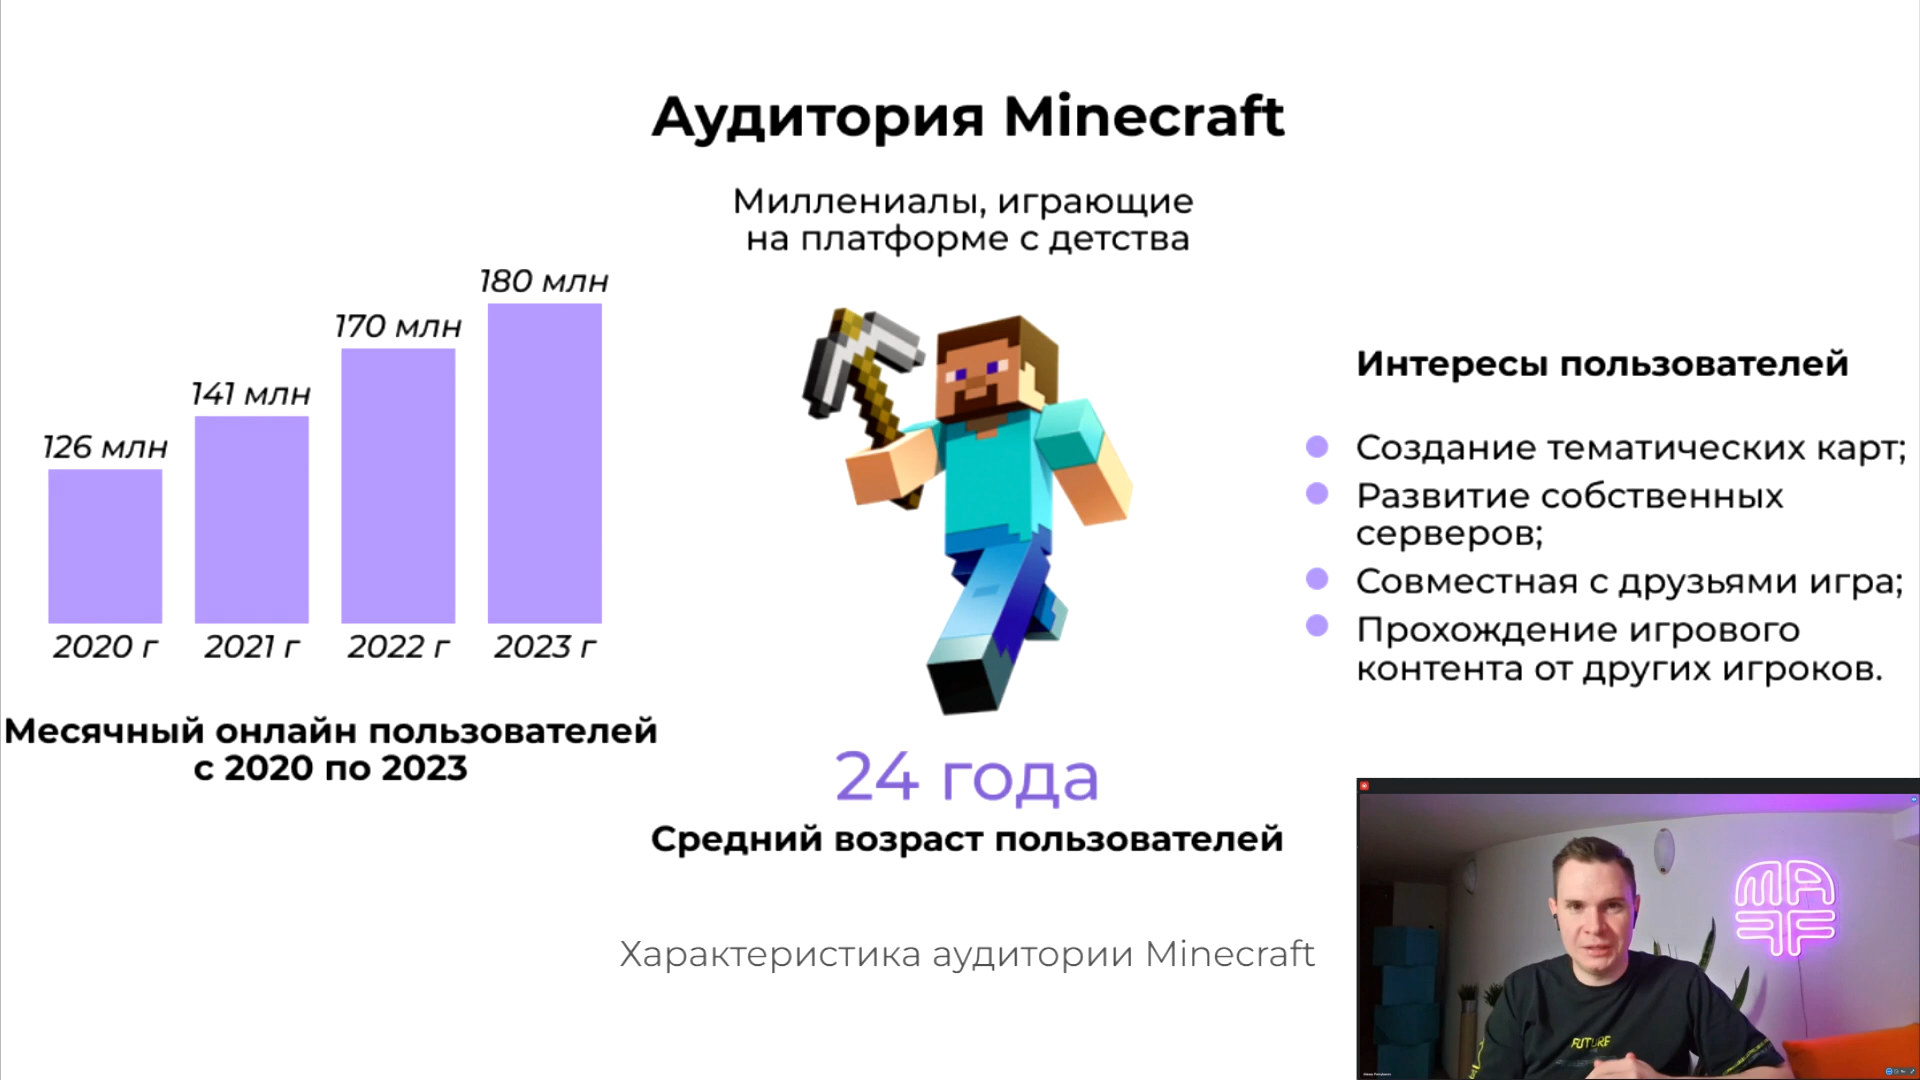 Аудитория Minecraft
Миллениалы, играющие
на платформе с детства
180 млн
170 млн
141 млн
126 млн
2020 г
2021 г
2022 г
2023 г
Месячный онлайн пользователей
с 2020 по 2023
24 года
Средний возраст пользователей
Интересы пользователей
Создание тематических карт;
Развитие собственных
серверов;
Совместная с друзьями игра;
Прохождение игрового
контента от других игроков.
Характеристика аудитории Minecraft
MA
FF
FUTURE